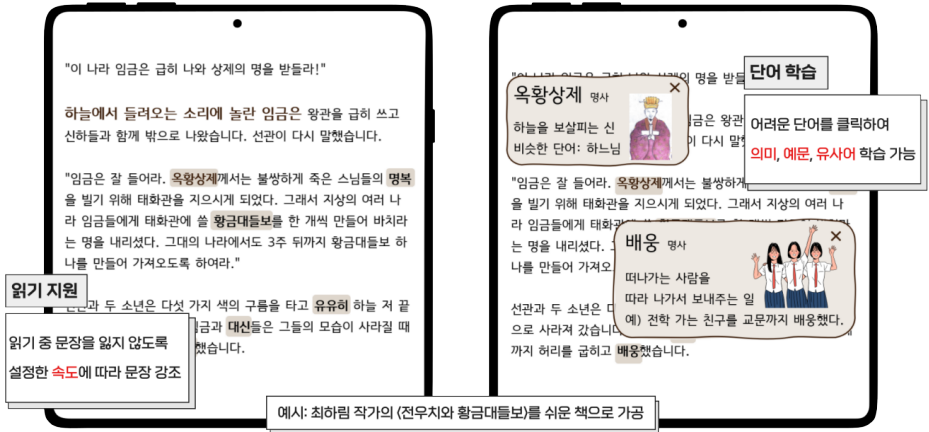 "이 나라 임금은 급히 나와 상제의 명을 받들라!"
하늘에서 들려오는 소리에 놀란 임금은 왕관을 급히 쓰고
신하들과 함께 밖으로 나왔습니다. 선관이 다시 말했습니다.
"임금은 잘 들어라. 옥황상제께서는 불쌍하게 죽은 스님들의 명복
을 빌기 위해 태화관을 지으시게 되었다. 그래서 지상의 여러 나
라 임금들에게 태화관에 쓸 황금대들보를 한 개씩 만들어 바치라
는 명을 내리셨다. 그대의 나라에서도 3주 뒤까지 황금대들보 하
나를 만들어 가져오도록 하여라."
읽기 지원
과 두 소년은 다섯 가지 색의 구름을 타고 유유히 하늘 저 끝
금과 대신들은 그들의 모습이 사라질 때
했습니다.
읽기 중 문장을 잃지 않도록
설정한 속도에 따라 문장 강조
명을 받들
단어 학습
옥황상제 명사
하늘을 보살피는 신
비슷한 단어: 하느님
금은 왕관
이 다시 말
어려운 단어를 클릭하여
의미, 예문, 유사어 학습 가능
"임금은 잘 들어라. 옥황상제께서는 불쌍하게
을 빌기 위해 태화관을 지으시게 되었다. 그래서 지상의 여러 나
라 임금들에게 태화관에
는 명을 내리셨다.
나를 만들어 가져오
배웅 명사
떠나가는 사람을
따라 나가서 보내주는 일
예) 전학 가는 친구를 교문까지 배웅했다.
선관과 두 소년은
으로 사라져 갔습니다
까지 허리를 굽히고 배웅했습니다.
예시: 최하림 작가의 〈전우치와 황금대들보〉를 쉬운 책으로 가공